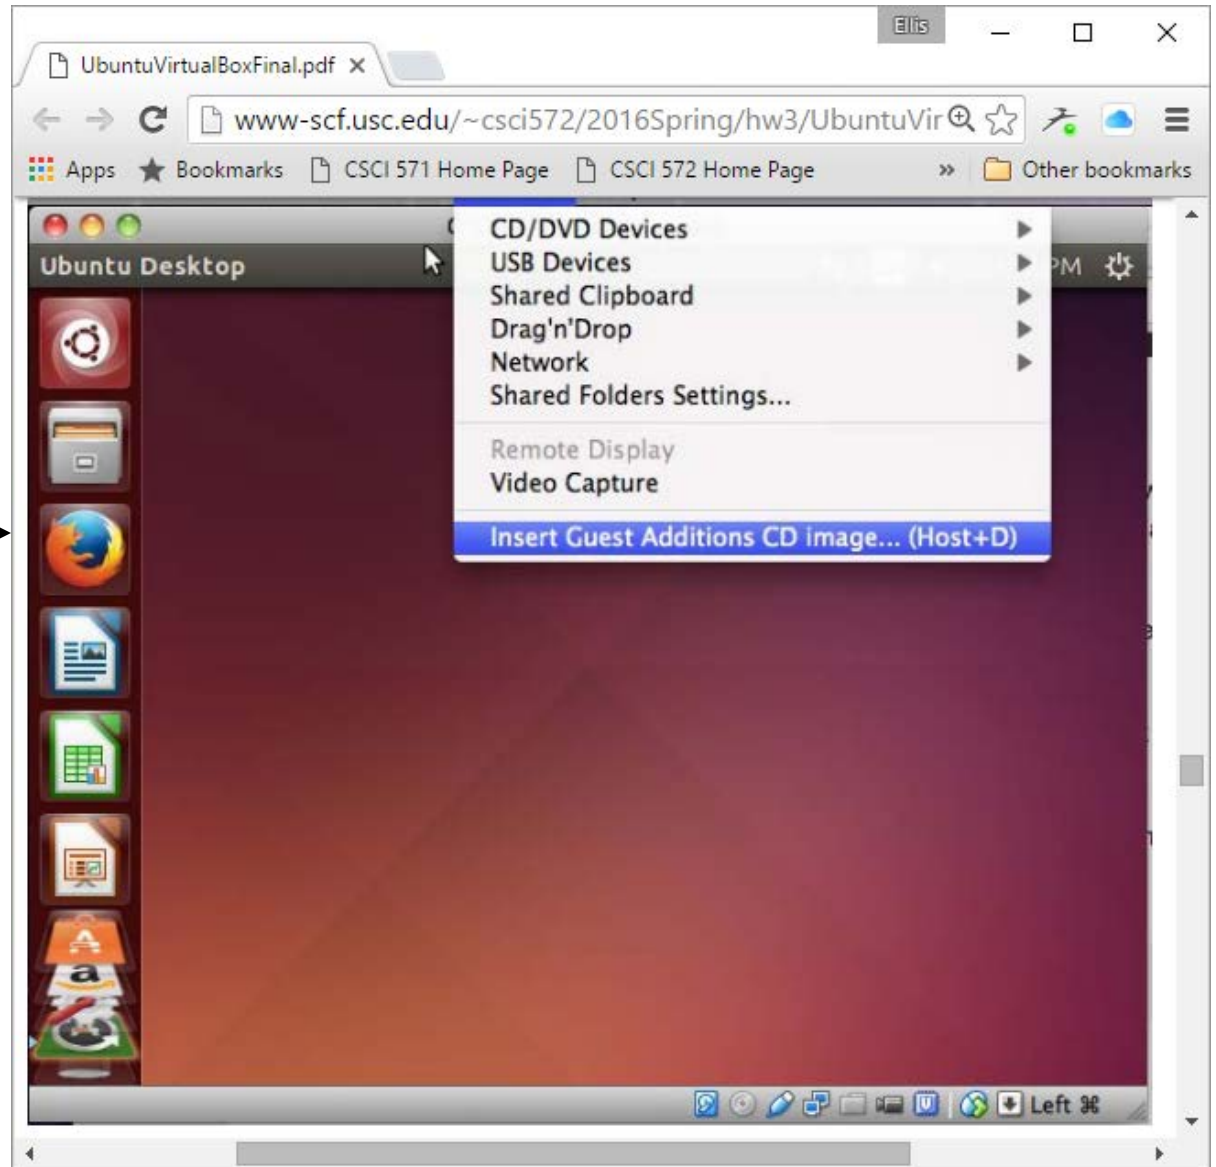 Ellis
UbuntuVirtualBoxFinal.pdf
www-scf.usc.edu/~csci572/2016Spring/hw3/UbuntuVir
Apps Bookmarks CSCI 571 Home Page CSCI 572 Home Page » Other bookmarks
Ubuntu Desktop PM
CD/DVD Devices
USB Devices
Shared Clipboard
Drag'n'Drop
Network
Shared Folders Settings...
Remote Display
Video Capture
Insert Guest Additions CD image... (Host+D)
A
a
Left ⌘